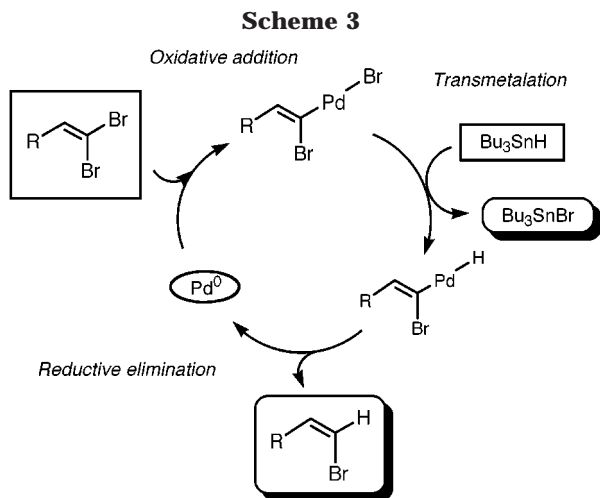 Scheme 3
Oxidative addition
Br
Pd
Transmetalation
Br
R
R
Br
Br
Bu₃SnH
Bu₃SnBr
H
Pd⁰
Pd
R
Br
Reductive elimination
H
R
Br